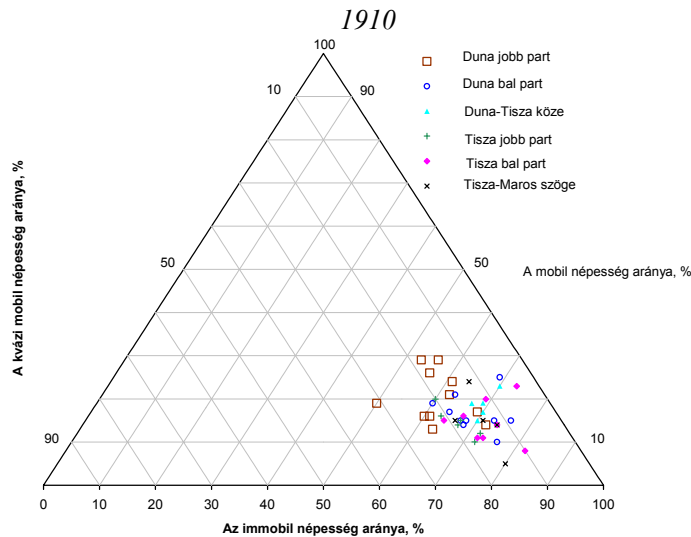 1910
100
10
90
50
50
90
10
0
10
20
30
40
50
60
70
80
90
100
Duna jobb part
Duna bal part
Duna-Tisza köze
Tisza jobb part
Tisza bal part
Tisza-Maros szöge
A kvázi mobil népesség aránya, %
A mobil népesség aránya, %
Az immobil népesség aránya, %